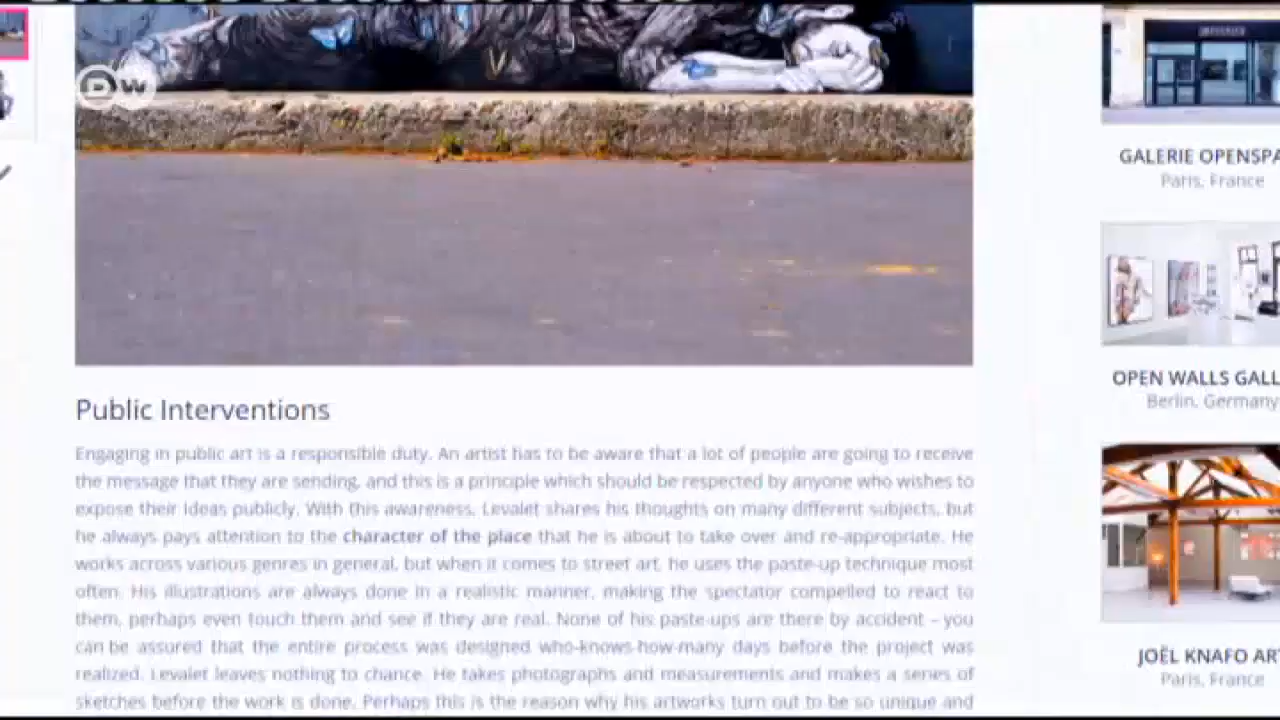 DW
Public Interventions
Engaging in public art is a responsible duty. An artist has to be aware that a lot of people are going to receive
the message that they are sending, and this is a principle which should be respected by anyone who wishes to
expose their ideas publicly. With this awareness, Levalet shares his thoughts on many different subjects, but
he always pays attention to the character of the place that he is about to take over and re-appropriate. He
works across various genres in general, but when it comes to street art, he uses the paste-up technique most
often. His illustrations are always done in a realistic manner, making the spectator compelled to react to
them, perhaps even touch them and see if they are real. None of his paste-ups are there by accident – you
can be assured that the entire process was designed who-knows-how-many days before the project was
realized. Levalet leaves nothing to chance. He takes photographs and measurements and makes a series of
sketches before the work is done. Perhaps this is the reason why his artworks turn out to be so unique and
GALERIE OPENSPA
Paris, France
OPEN WALLS GALL
Berlin, Germany
JOËL KNAFO ART
Paris, France